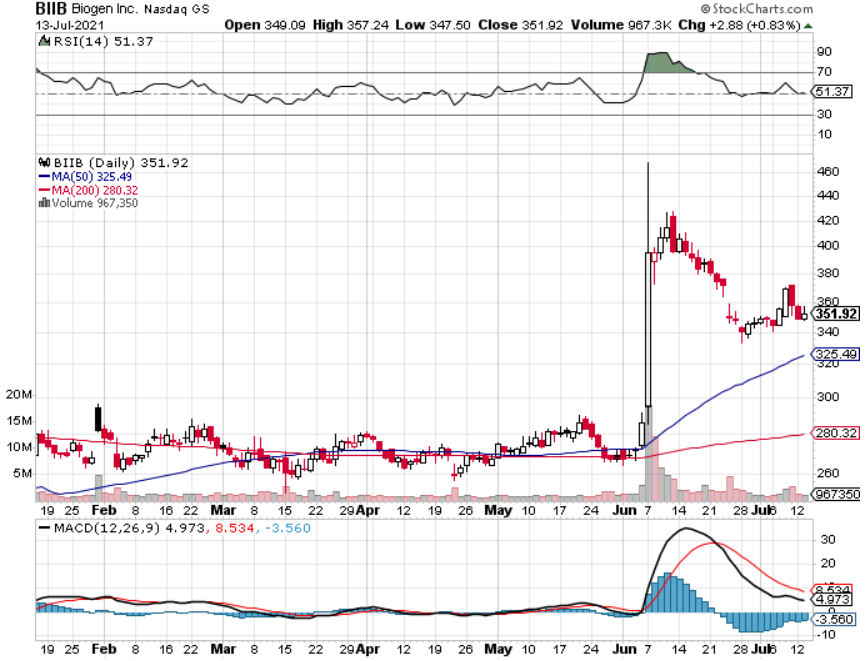 BIIB Biogen Inc. Nasdaq GS © StockCharts.com
13-Jul-2021 Open 349.09 High 357.24 Low 347.50 Close 351.92 Volume 967.3K Chg +2.88 (+0.83%)
RSI(14) 51.37
90
70
51.37
30
10
BIIB (Daily) 351.92
MA(50) 325.49
MA(200) 280.32
Volume 967,350
460
440
420
400
380
360
351.92
340
325.49
320
300
280.32
260
967350
20M
15M
10M
5M
19 25 Feb 8 16 22 Mar 8 15 22 29 Apr 12 19 26 May 10 17 24 Jun 7 14 21 28 Jul 6 12
MACD(12,26,9) 4.973, 8.534, -3.560
30
20
10
8.534
4.973
0
-3.560
-10
19 25 Feb 8 16 22 Mar 8 15 22 29 Apr 12 19 26 May 10 17 24 Jun 7 14 21 28 Jul 6 12